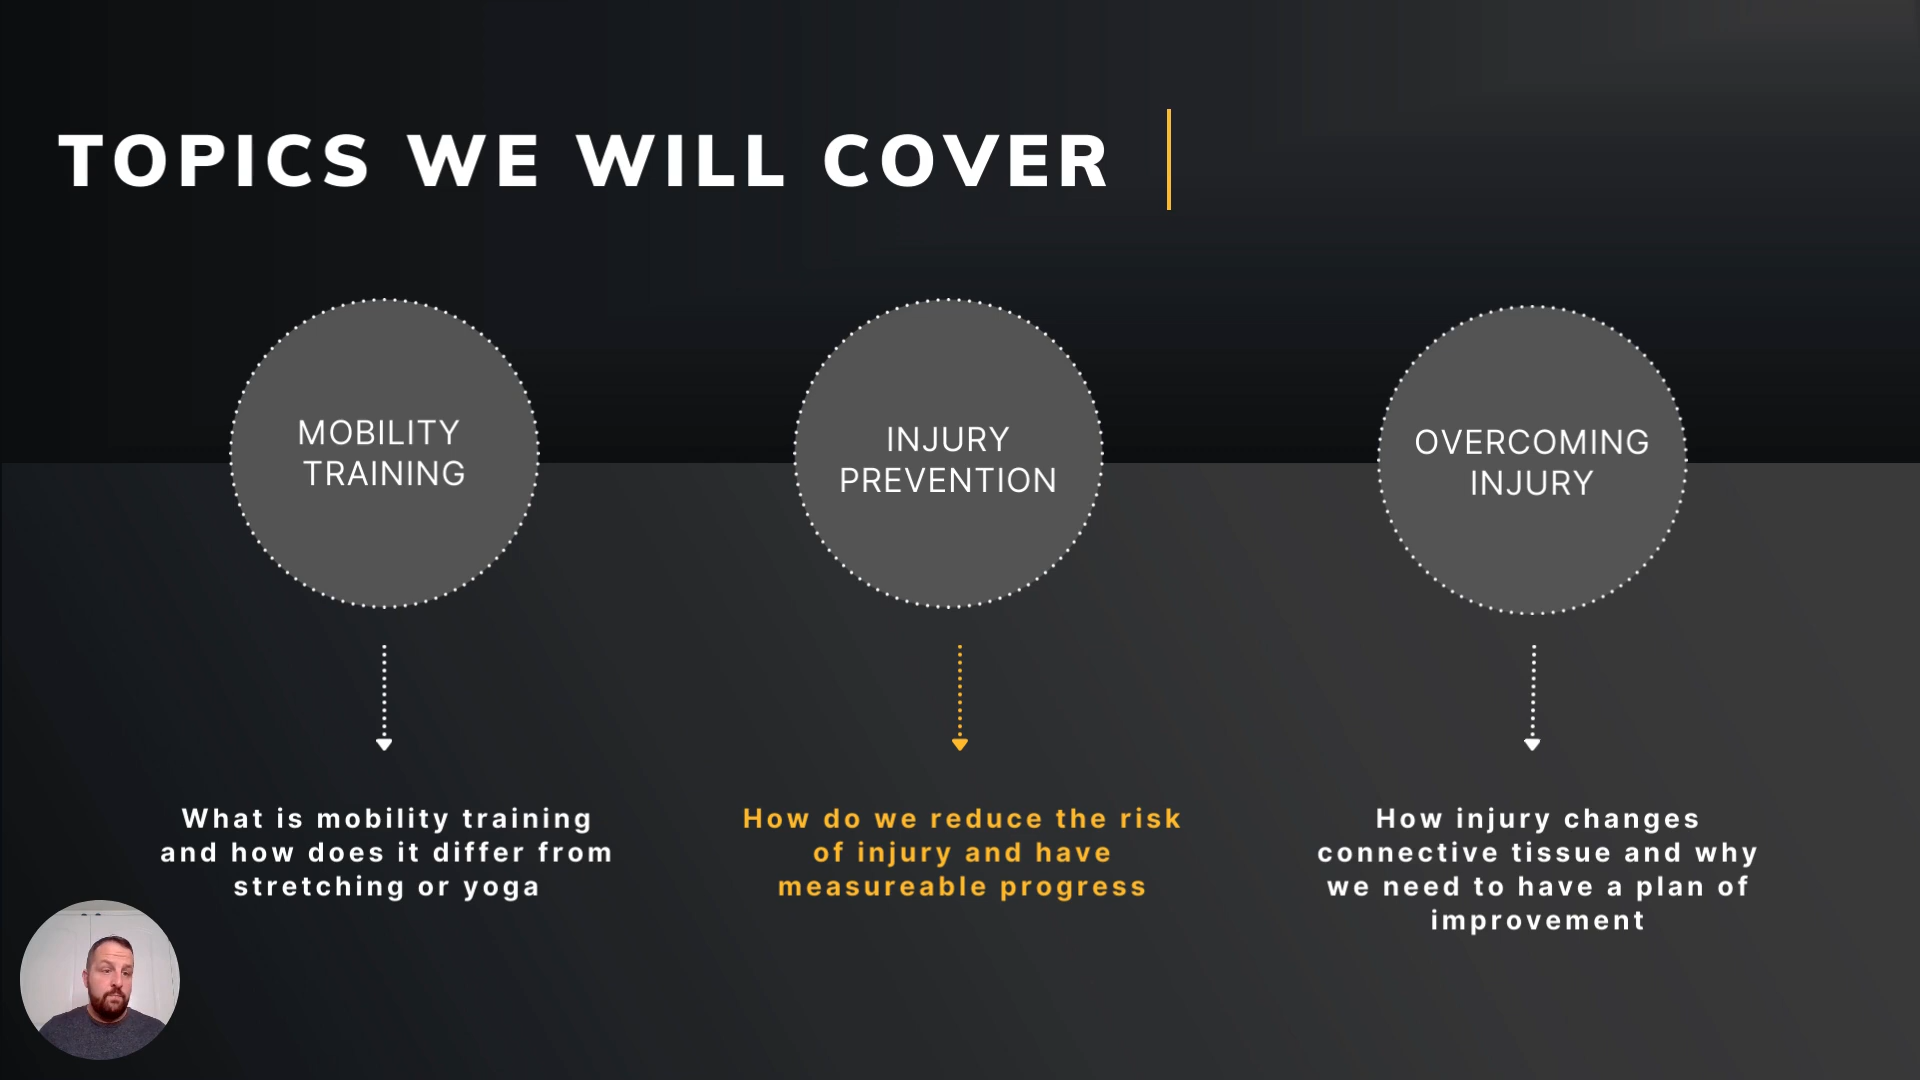 TOPICS WE WILL COVER
MOBILITY
TRAINING
What is mobility training
and how does it differ from
stretching or yoga
INJURY
PREVENTION
How do we reduce the risk
of injury and have
measureable progress
OVERCOMING
INJURY
How injury changes
connective tissue and why
we need to have a plan of
improvement